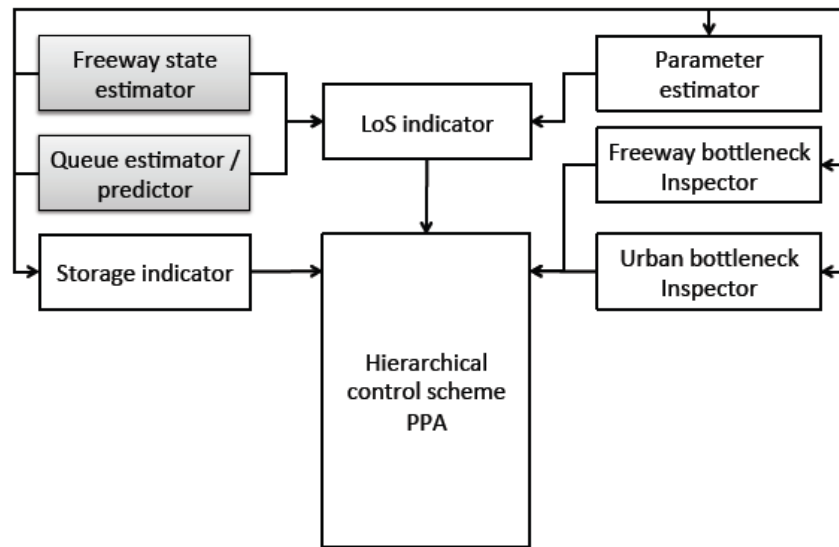 Freeway state
estimator
Queue estimator /
predictor
Storage indicator
LoS indicator
Hierarchical
control scheme
PPA
Parameter
estimator
Freeway bottleneck
Inspector
Urban bottleneck
Inspector